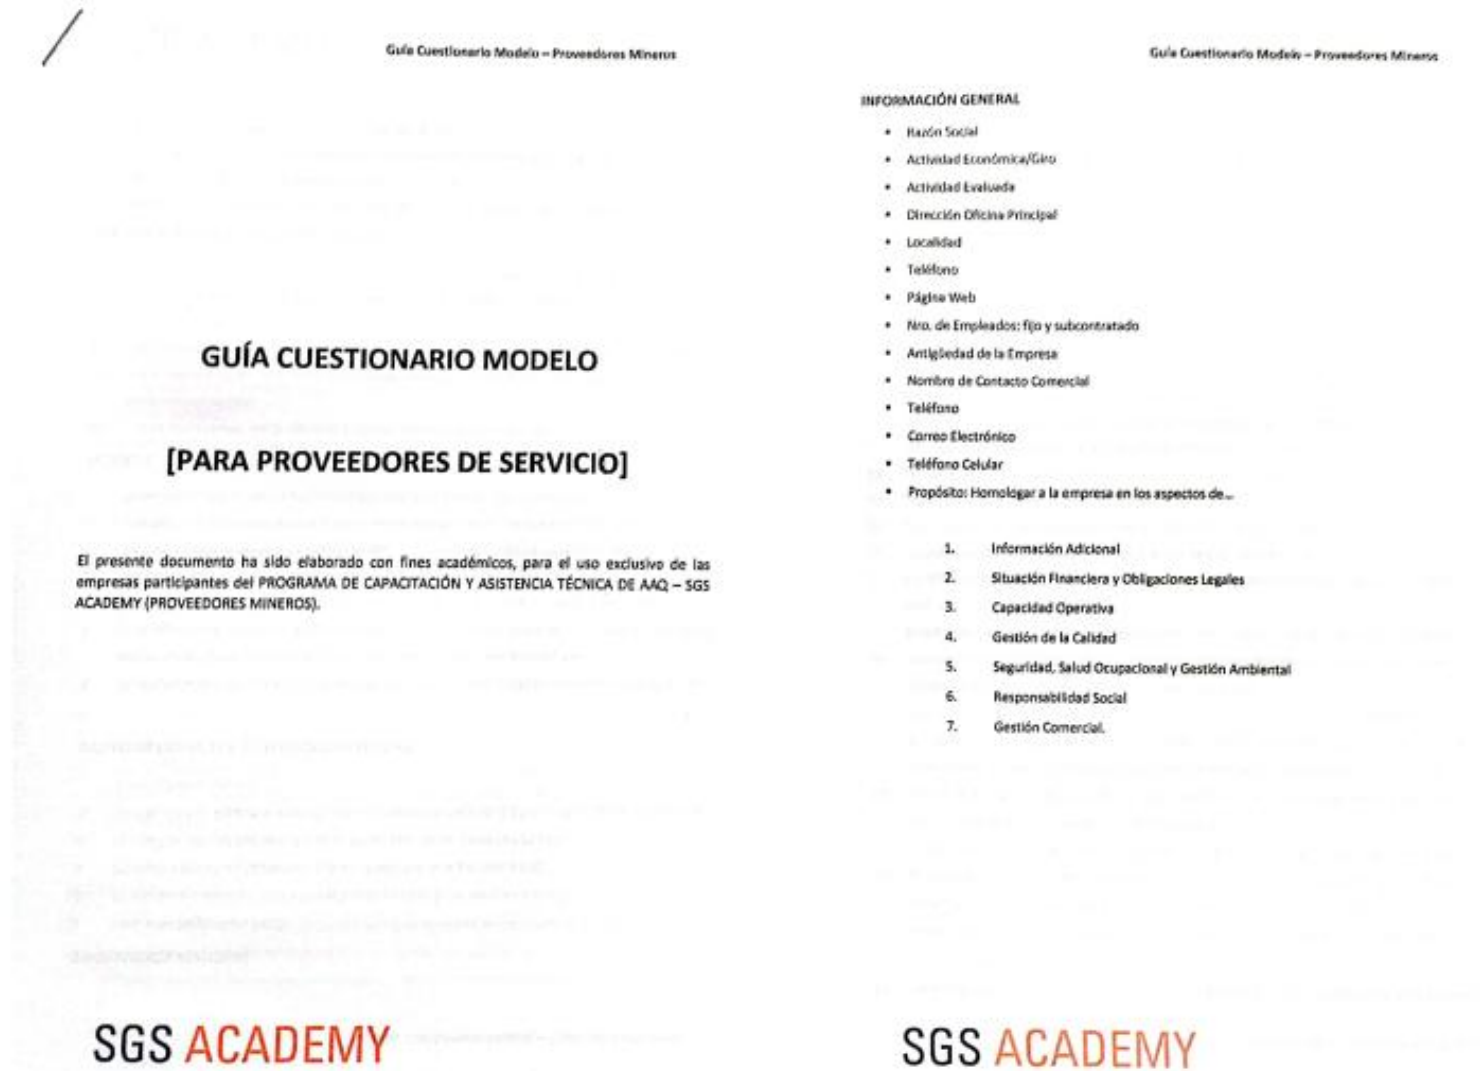 Guía Cuestionario Modelo – Proveedores Mineros
GUÍA CUESTIONARIO MODELO
[PARA PROVEEDORES DE SERVICIO]
El presente documento ha sido elaborado con fines académicos, para el uso exclusivo de las
empresas participantes del PROGRAMA DE CAPACITACIÓN Y ASISTENCIA TÉCNICA DE AAQ – SGS
ACADEMY (PROVEEDORES MINEROS).
SGS ACADEMY
Guía Cuestionario Modelo – Proveedores Mineros
INFORMACIÓN GENERAL
• Razón Social
• Actividad Económica/Giro
• Actividad Evaluada
• Dirección Oficina Principal
• Localidad
• Teléfono
• Página Web
• Nro. de Empleados: fijo y subcontratado
• Antigüedad de la Empresa
• Nombre de Contacto Comercial
• Teléfono
• Correo Electrónico
• Teléfono Celular
• Propósito: Homologar a la empresa en los aspectos de...
1. Información Adicional
2. Situación Financiera y Obligaciones Legales
3. Capacidad Operativa
4. Gestión de la Calidad
5. Seguridad, Salud Ocupacional y Gestión Ambiental
6. Responsabilidad Social
7. Gestión Comercial.
SGS ACADEMY